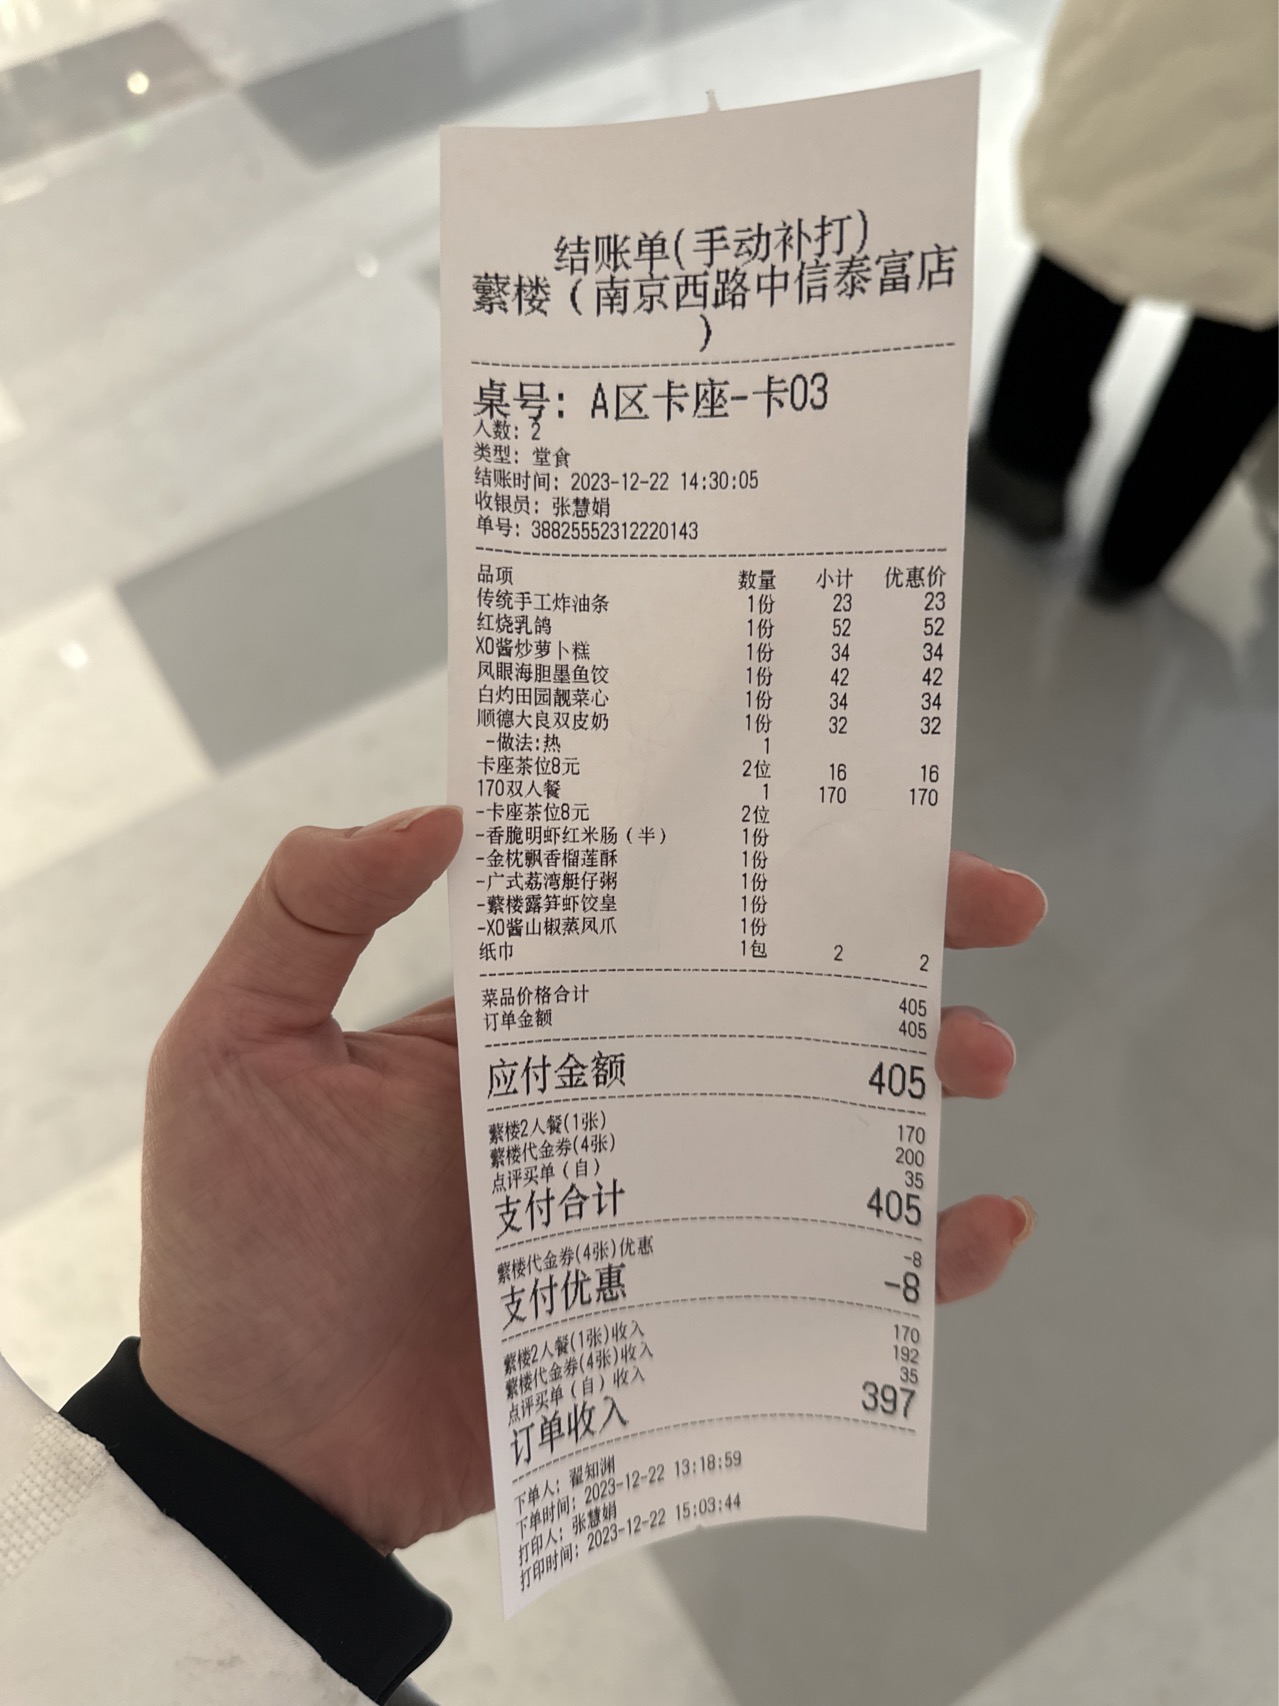 结账单(手动补打)
蘩楼（南京西路中信泰富店
）
桌号: A区卡座-卡03
人数: 2
类型: 堂食
结账时间: 2023-12-22 14:30:05
收银员: 张慧娟
单号: 38825552312220143
品项 数量 小计 优惠价
传统手工炸油条 1份 23 23
红烧乳鸽 1份 52 52
XO酱炒萝卜糕 1份 34 34
凤眼海胆墨鱼饺 1份 42 42
白灼田园靓菜心 1份 34 34
顺德大良双皮奶 1份 32 32
-做法:热 1
卡座茶位8元 2位 16 16
170双人餐 1 170 170
-卡座茶位8元 2位
-香脆明虾红米肠（半） 1份
-金枕飘香榴莲酥 1份
-广式荔湾艇仔粥 1份
-蘩楼露笋虾饺皇 1份
-XO酱山椒蒸凤爪 1份
纸巾 1包 2 2
菜品价格合计 405
订单金额 405
应付金额 405
蘩楼2人餐(1张) 170
蘩楼代金券(4张) 200
点评买单（自） 35
支付合计 405
蘩楼代金券(4张)优惠 -8
支付优惠 -8
蘩楼2人餐(1张)收入 170
蘩楼代金券(4张)收入 192
点评买单（自）收入 35
订单收入 397
下单人: 翟知渊
下单时间: 2023-12-22 13:18:59
打印人: 张慧娟
打印时间: 2023-12-22 15:03:44